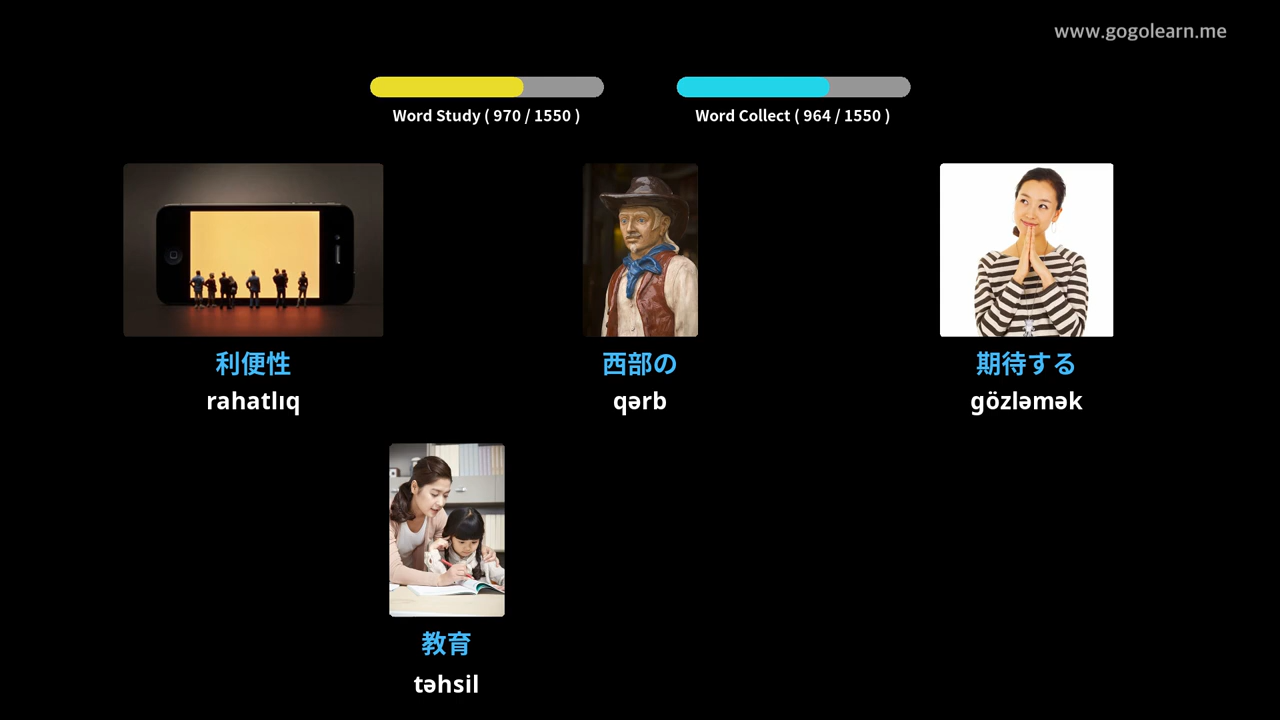 www.gogolearn.me
Word Study ( 970 / 1550 )
Word Collect ( 964 / 1550 )
利便性
rahatlıq
西部の
qərb
期待する
gözləmək
教育
təhsil